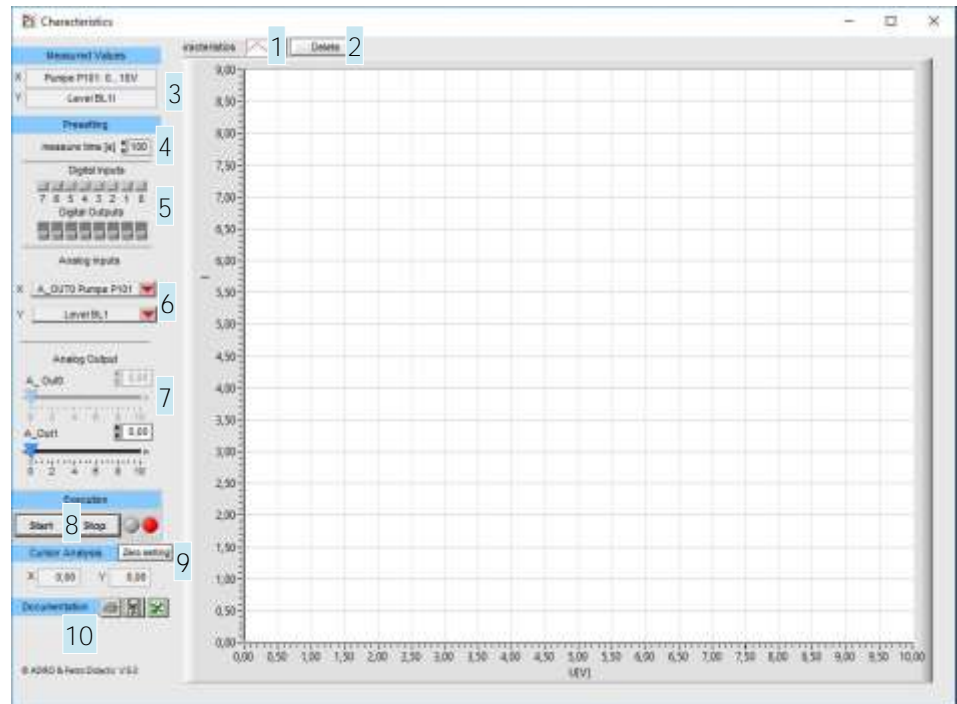 Characteristics
Measured Values
X Pumpe P101 0.. 10V
Y Level BL1l
3
Presetting
measure time [s] 100
4
Digital Inputs
7 6 5 4 3 2 1 0
5
Digital Outputs
Analog Inputs
X A_OUT0 Pumpe P101
Y Level BL1
6
Analog Output
A_Out0 0.00
0 2 4 6 8 10
7
A_Out1 0.00
0 2 4 6 8 10
Execution
Start 8 Stop
Cursor Analysis Zero setting
9
X 0,00 Y 0,00
Documentation
10
© ADIRO & Festo Didactic V 5.0
1 Delete 2
9,00
8,50
8,00
7,50
7,00
6,50
6,00
5,50
5,00
4,50
4,00
3,50
3,00
2,50
2,00
1,50
1,00
0,50
0,00
0,00 0,50 1,00 1,50 2,00 2,50 3,00 3,50 4,00 4,50 5,00 5,50 6,00 6,50 7,00 7,50 8,00 8,50 9,00 9,50 10,00
U[V]